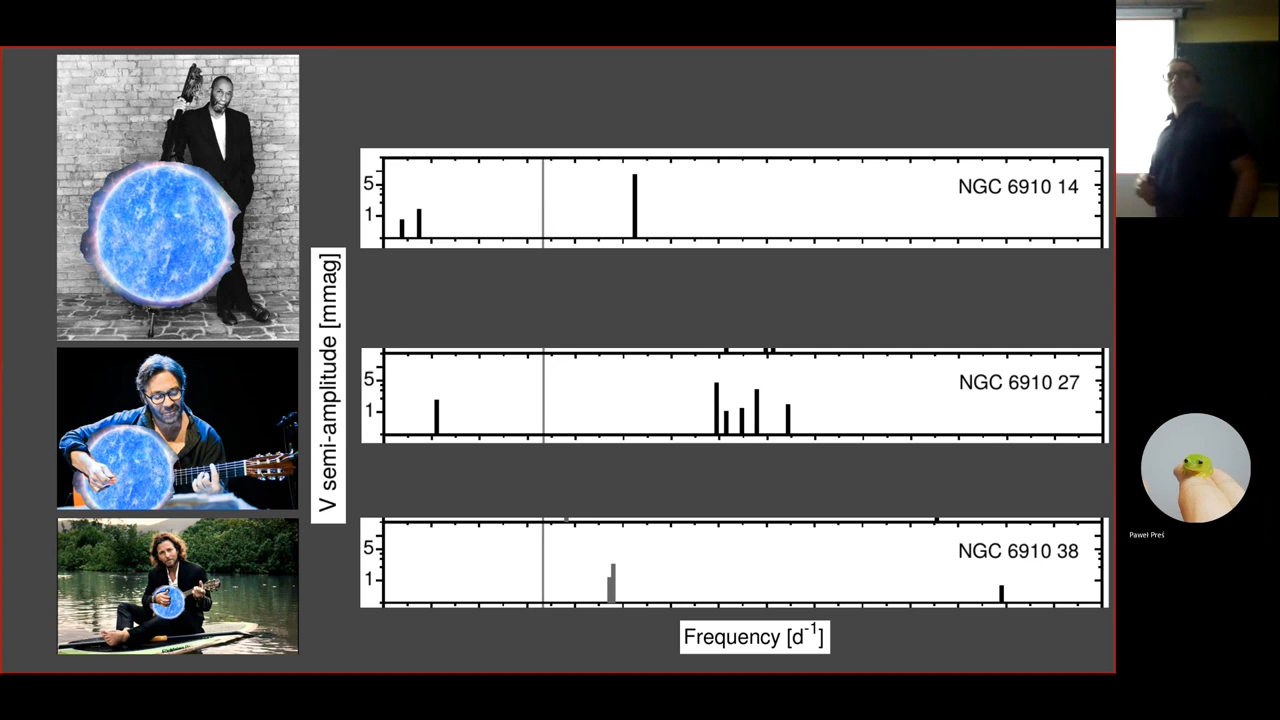 5
1
NGC 6910 14
V semi-amplitude [mmag]
5
1
NGC 6910 27
5
1
NGC 6910 38
Frequency [d-1]
Paweł Preś